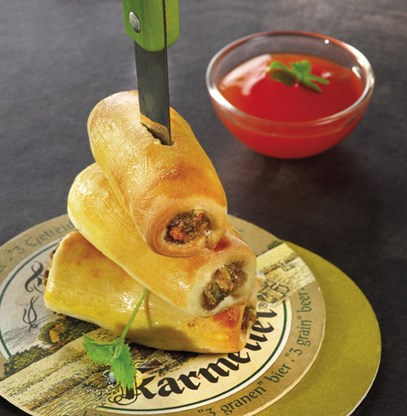 "3 Getreide
Karmeliet
"3 granen" bier · "3 grain" beer